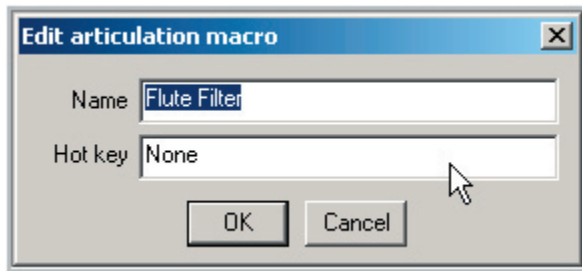 Edit articulation macro
Name Flute Filter
Hot key None
OK Cancel